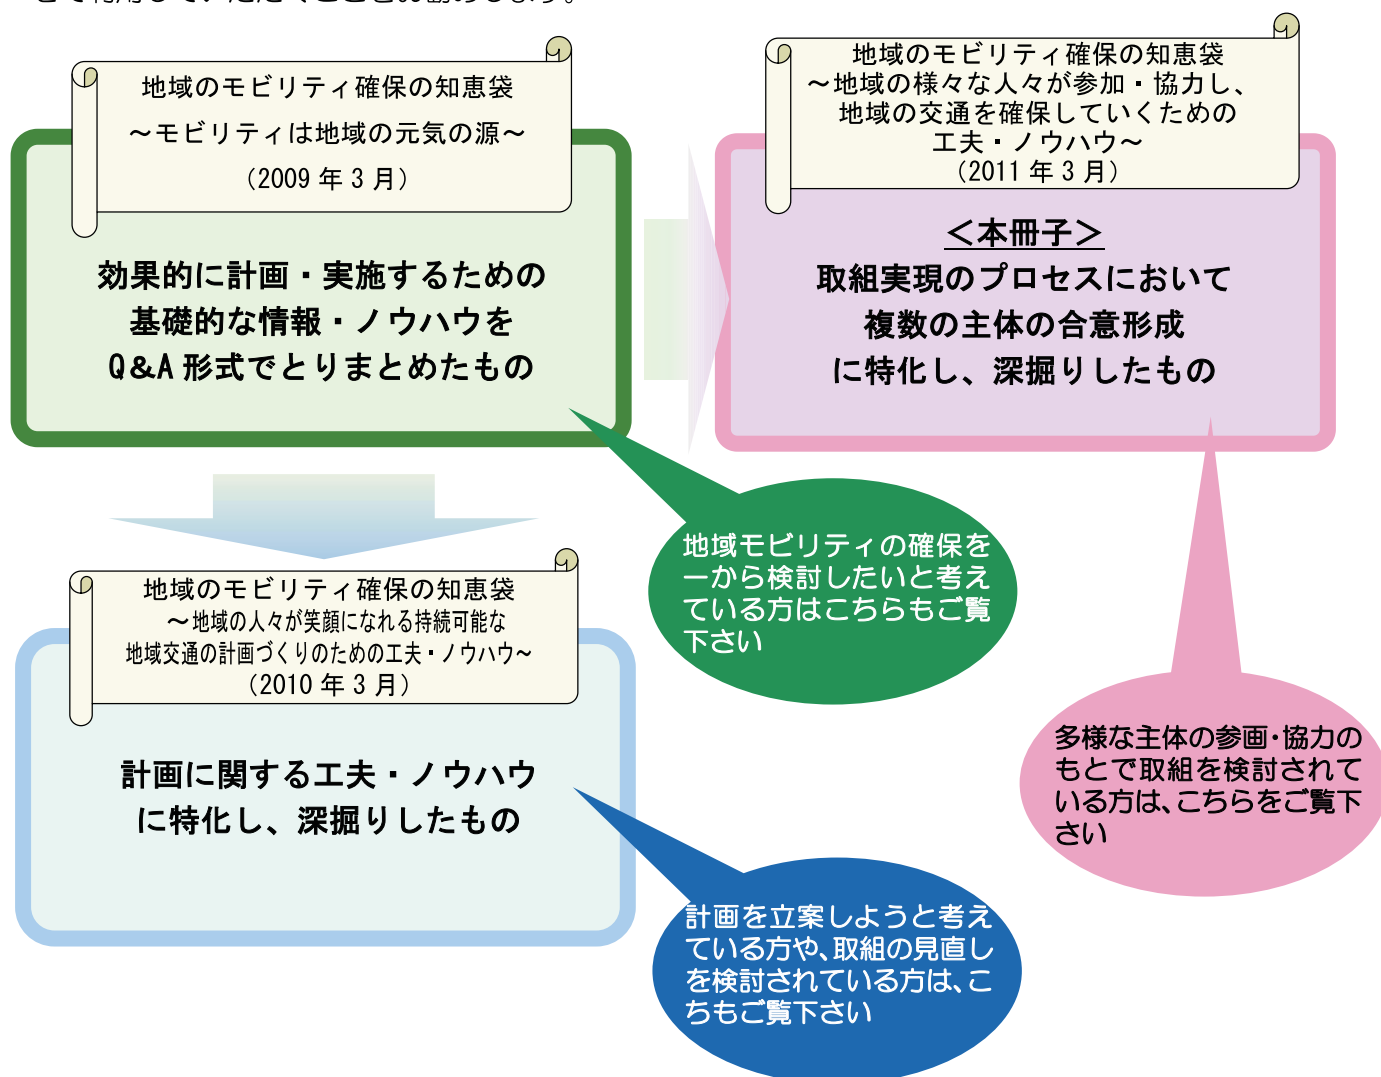 地域のモビリティ確保の知恵袋
～モビリティは地域の元気の源～
（2009 年 3 月）
効果的に計画・実施するための
基礎的な情報・ノウハウを
Q&A 形式でとりまとめたもの
地域のモビリティ確保の知恵袋
～地域の様々な人々が参加・協力し、
地域の交通を確保していくための
工夫・ノウハウ～
（2011 年 3 月）
＜本冊子＞
取組実現のプロセスにおいて
複数の主体の合意形成
に特化し、深掘りしたもの
地域モビリティの確保を
一から検討したいと考え
ている方はこちらもご覧
下さい
地域のモビリティ確保の知恵袋
～地域の人々が笑顔になれる持続可能な
地域交通の計画づくりのための工夫・ノウハウ～
（2010 年 3 月）
計画に関する工夫・ノウハウ
に特化し、深掘りしたもの
多様な主体の参画・協力の
もとで取組を検討されて
いる方は、こちらをご覧下
さい
計画を立案しようと考え
ている方や、取組の見直し
を検討されている方は、こ
ちもご覧下さい